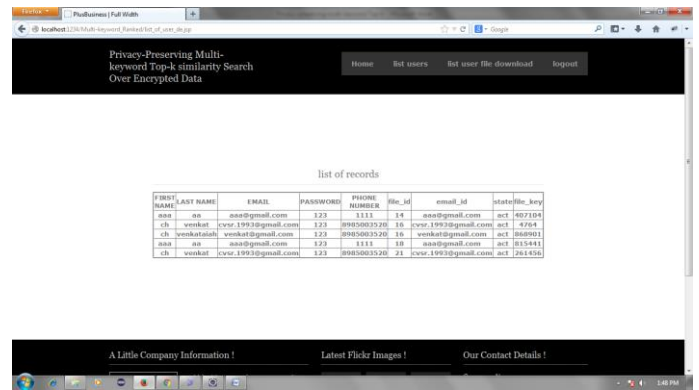 Firefox
PlusBusiness | Full Width
localhost:1234/Multi-keyword_Ranked/list_of_user_de.jsp
Google
Privacy-Preserving Multi-
keyword Top-k similarity Search
Over Encrypted Data
Home list users list user file download logout
list of records
FIRST NAME LAST NAME EMAIL PASSWORD PHONE NUMBER file_id email_id state file_key
aaa aa aaa@gmail.com 123 1111 14 aaa@gmail.com act 407104
ch venkat cvsr.1993@gmail.com 123 8985003520 16 cvsr.1993@gmail.com act 4764
ch venkataiah venkat@gmail.com 123 8985003520 16 venkat@gmail.com act 868901
aaa aa aaa@gmail.com 123 1111 18 aaa@gmail.com act 815441
ch venkat cvsr.1993@gmail.com 123 8985003520 21 cvsr.1993@gmail.com act 261456
A Little Company Information ! Latest Flickr Images ! Our Contact Details !
1:48 PM